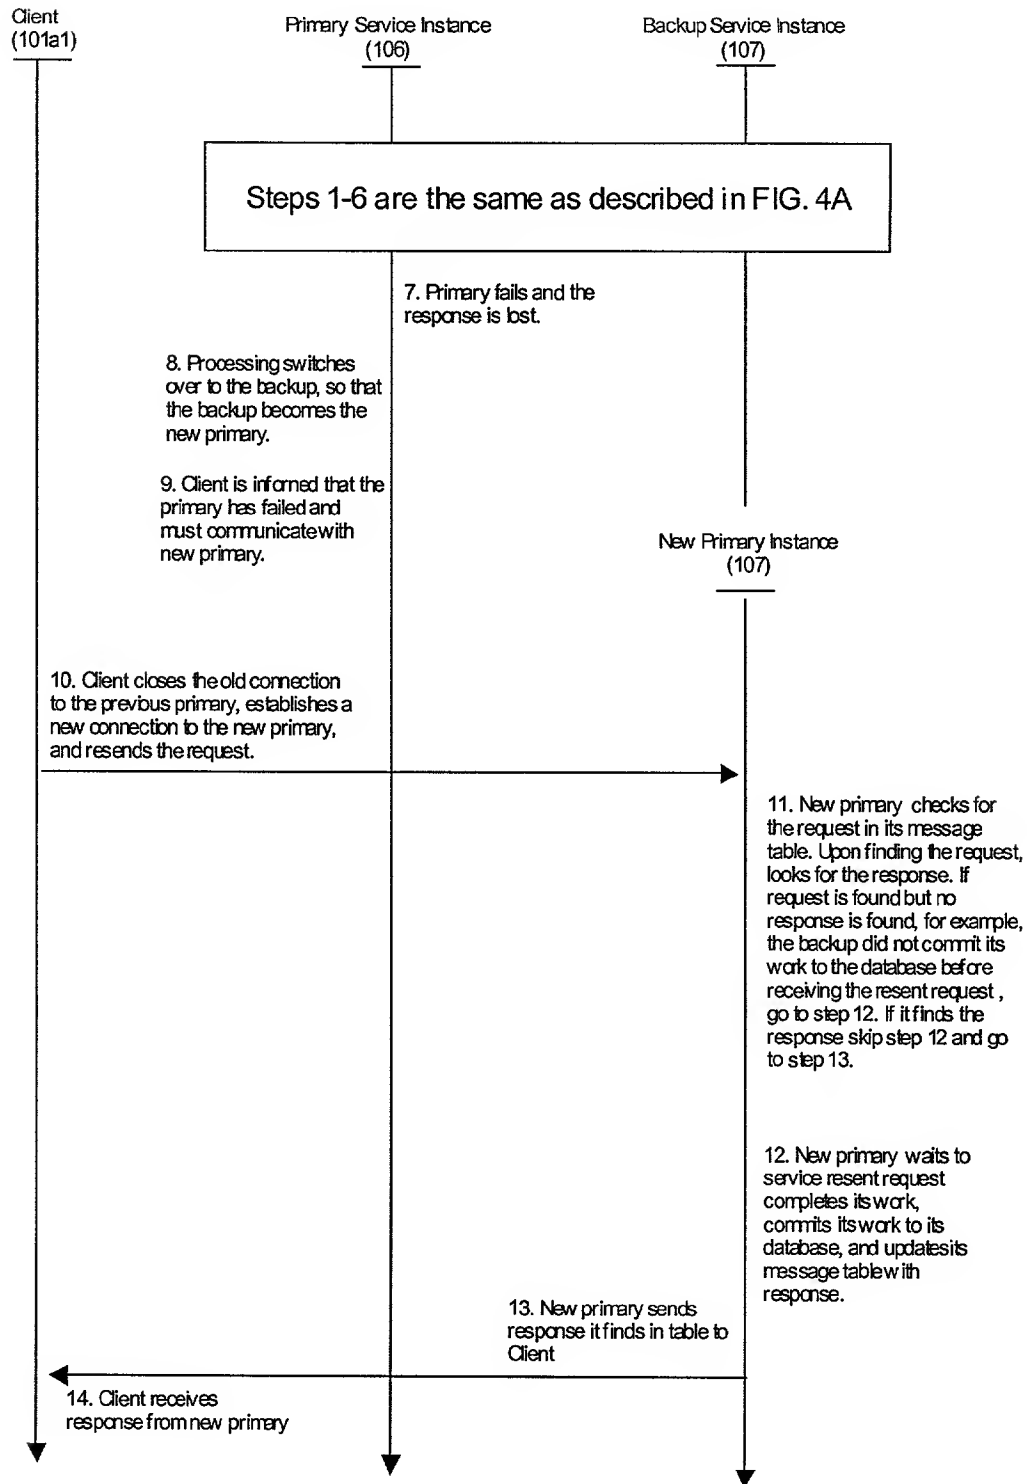 Client
(101a1)
Primary Service Instance
(106)
Backup Service Instance
(107)
Steps 1-6 are the same as described in FIG. 4A
7. Primary fails and the
response is lost.
8. Processing switches
over to the backup, so that
the backup becomes the
new primary.
9. Client is informed that the
primary has failed and
must communicate with
new primary.
New Primary Instance
(107)
10. Client closes the old connection
to the previous primary, establishes a
new connection to the new primary,
and resends the request.
11. New primary checks for
the request in its message
table. Upon finding the request,
looks for the response. If
request is found but no
response is found, for example,
the backup did not commit its
work to the database before
receiving the resent request ,
go to step 12. If it finds the
response skip step 12 and go
to step 13.
12. New primary waits to
service resent request
completes its work,
commits its work to its
database, and updates its
message table with
response.
13. New primary sends
response it finds in table to
Client
14. Client receives
response from new primary